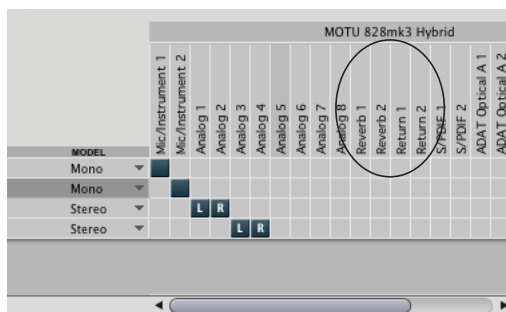 MOTU 828mk3 Hybrid
Mic/Instrument 1
Mic/Instrument 2
Analog 1
Analog 2
Analog 3
Analog 4
Analog 5
Analog 6
Analog 7
Analog 8
Reverb 1
Reverb 2
Return 1
Return 2
S/PDIF 1
S/PDIF 2
ADAT Optical A 1
ADAT Optical A 2
MODEL
Mono
Mono
Stereo L R
Stereo L R